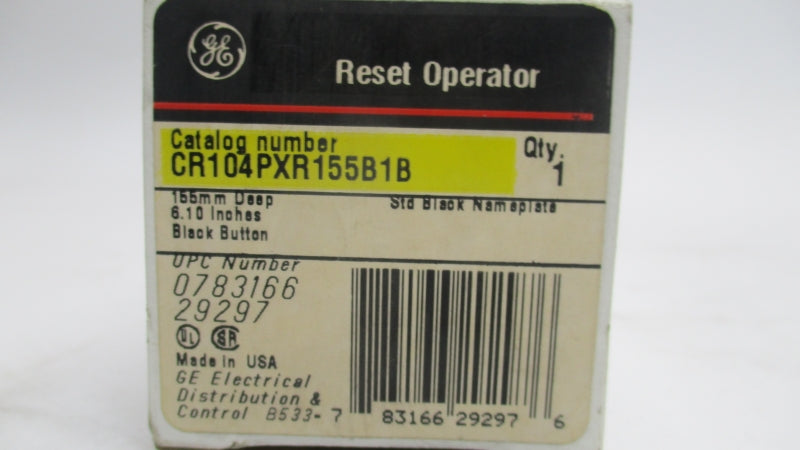 GE
Reset Operator
Catalog number Qty.
CR104PXR155B1B 1
155mm Deep Std Black Nameplate
6.10 Inches
Black Button
UPC Number
0783166
29297
UL SA
Made in USA
GE Electrical
Distribution &
Control B533- 7 83166 29297 6